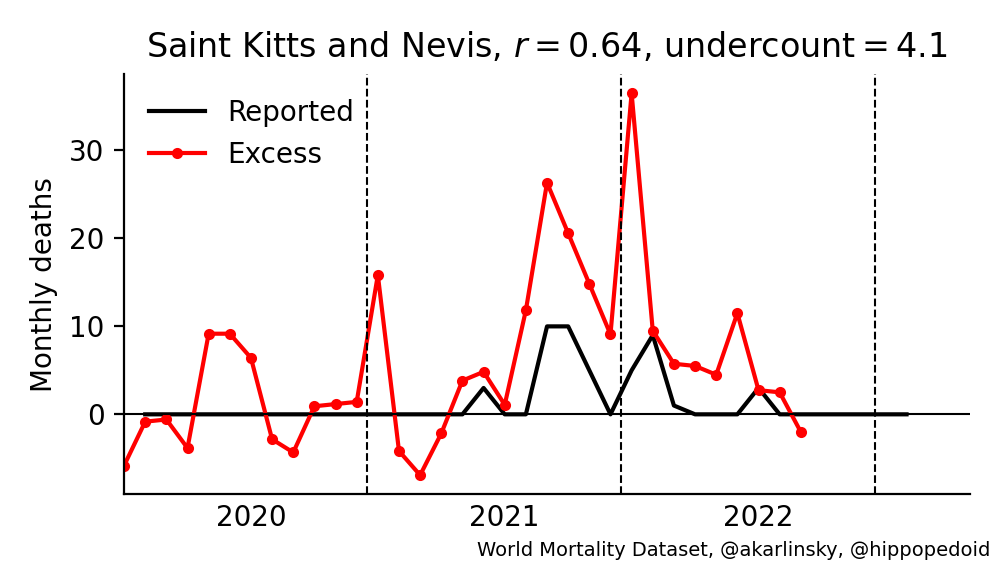 Saint Kitts and Nevis, r = 0.64, undercount = 4.1
Reported
Excess
Monthly deaths
30
20
10
0
2020 2021 2022
World Mortality Dataset, @akarlinsky, @hippopedoid